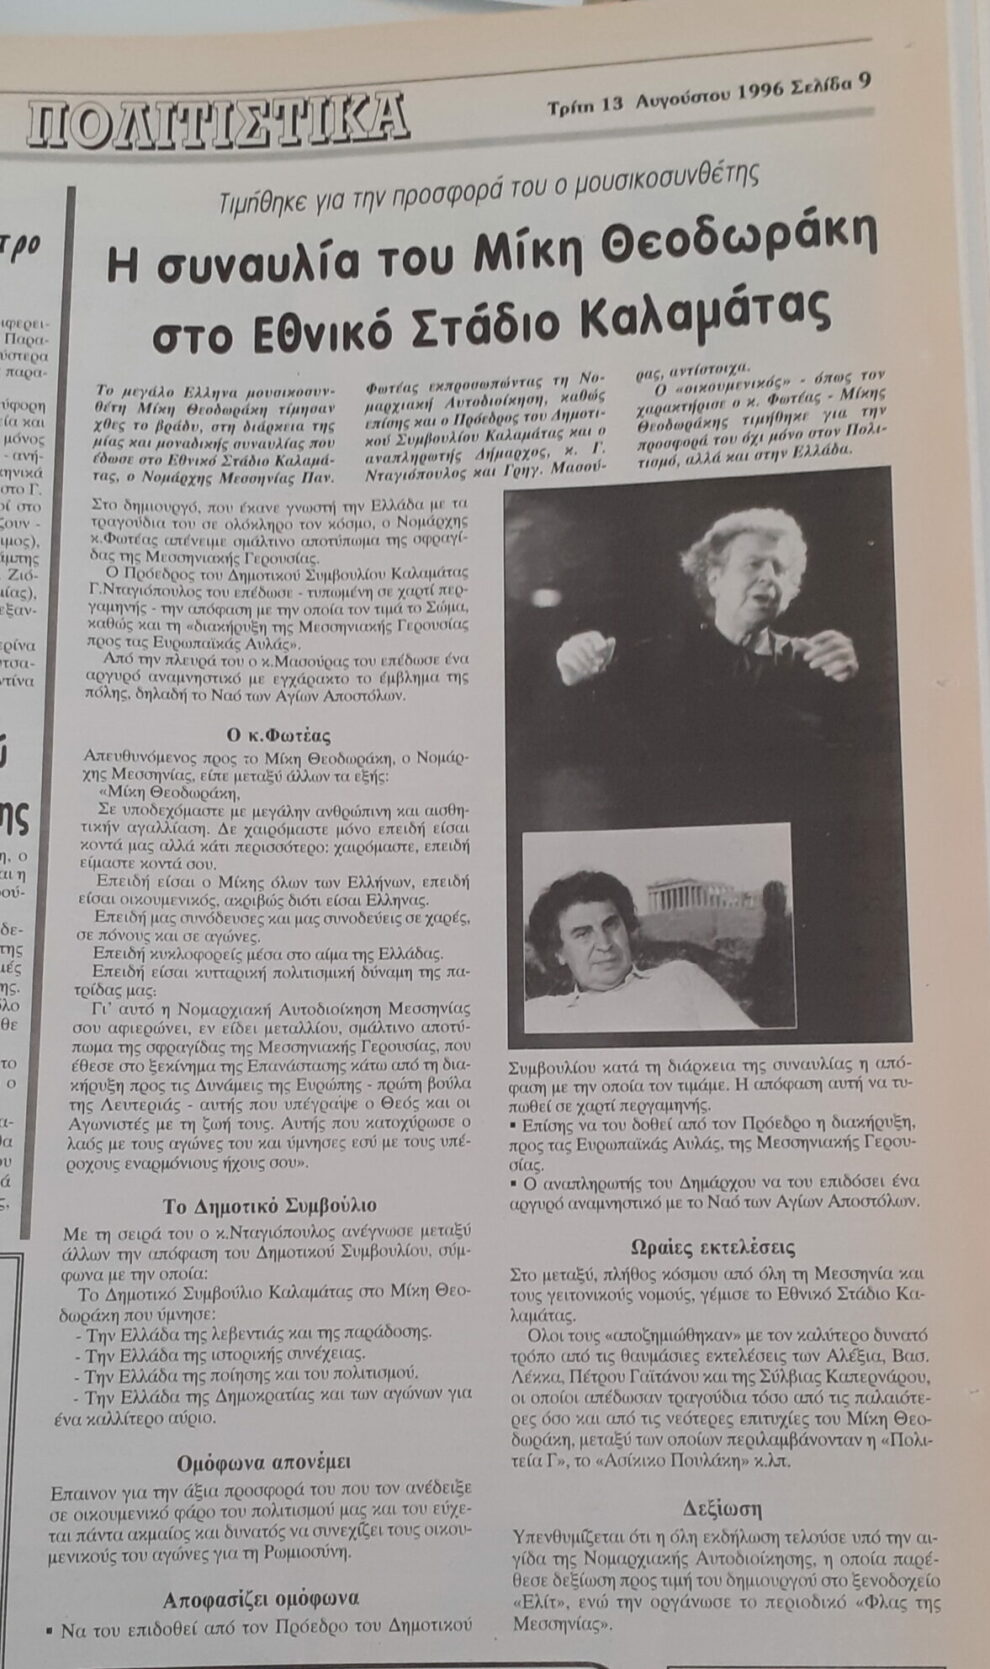 ΠΟΛΙΤΙΣΤΙΚΑ
Τρίτη 13 Αυγούστου 1996 Σελίδα 9
Τιμήθηκε για την προσφορά του ο μουσικοσυνθέτης
Η συναυλία του Μίκη Θεοδωράκη
στο Εθνικό Στάδιο Καλαμάτας
Το μεγάλο Ελληνα μουσικοσυν-
θέτη Μίκη Θεοδωράκη τίμησαν
χθες το βράδυ, στη διάρκεια της
μίας και μοναδικής συναυλίας που
έδωσε στο Εθνικό Στάδιο Καλαμά-
τας, ο Νομάρχης Μεσσηνίας Παν.
Φωτέας εκπροσωπώντας τη Νο-
μαρχιακή Αυτοδιοίκηση, καθώς
επίσης και ο Πρόεδρος του Δημοτι-
κού Συμβουλίου Καλαμάτας και ο
αναπληρωτής Δήμαρχος, κ. Γ.
Νταγιόπουλος και Γρηγ. Μασού-
ρας, αντίστοιχα.
Ο «οικουμενικός» - όπως τον
χαρακτήρισε ο κ. Φωτέας - Μίκης
Θεοδωράκης τιμήθηκε για την
προσφορά του όχι μόνο στον Πολι-
τισμό, αλλά και στην Ελλάδα.
Στο δημιουργό, που έκανε γνωστή την Ελλάδα με τα
τραγούδια του σε ολόκληρο τον κόσμο, ο Νομάρχης
κ.Φωτέας απένειμε σμάλτινο αποτύπωμα της σφραγί-
δας της Μεσσηνιακής Γερουσίας.
Ο Πρόεδρος του Δημοτικού Συμβουλίου Καλαμάτας
Γ.Νταγιόπουλος του επέδωσε - τυπωμένη σε χαρτί περ-
γαμηνής - την απόφαση με την οποία τον τιμά το Σώμα,
καθώς και τη «διακήρυξη της Μεσσηνιακής Γερουσίας
προς τας Ευρωπαϊκάς Αυλάς».
Από την πλευρά του ο κ.Μασούρας του επέδωσε ένα
αργυρό αναμνηστικό με εγχάρακτο το έμβλημα της
πόλης, δηλαδή το Ναό των Αγίων Αποστόλων.
Ο κ.Φωτέας
Απευθυνόμενος προς το Μίκη Θεοδωράκη, ο Νομάρ-
χης Μεσσηνίας, είπε μεταξύ άλλων τα εξής:
«Μίκη Θεοδωράκη,
Σε υποδεχόμαστε με μεγάλην ανθρώπινη και αισθη-
τικήν αγαλλίαση. Δε χαιρόμαστε μόνο επειδή είσαι
κοντά μας αλλά κάτι περισσότερο: χαιρόμαστε, επειδή
είμαστε κοντά σου.
Επειδή είσαι ο Μίκης όλων των Ελλήνων, επειδή
είσαι οικουμενικός, ακριβώς διότι είσαι Ελληνας.
Επειδή μας συνόδευσες και μας συνοδεύεις σε χαρές,
σε πόνους και σε αγώνες.
Επειδή κυκλοφορείς μέσα στο αίμα της Ελλάδας.
Επειδή είσαι κυτταρική πολιτισμική δύναμη της πα-
τρίδας μας:
Γι' αυτό η Νομαρχιακή Αυτοδιοίκηση Μεσσηνίας
σου αφιερώνει, εν είδει μεταλλίου, σμάλτινο αποτύ-
πωμα της σφραγίδας της Μεσσηνιακής Γερουσίας, που
έθεσε στο ξεκίνημα της Επανάστασης κάτω από τη δια-
κήρυξη προς τις Δυνάμεις της Ευρώπης - πρώτη βούλα
της Λευτεριάς - αυτής που υπέγραψε ο Θεός και οι
Αγωνιστές με τη ζωή τους. Αυτής που κατοχύρωσε ο
λαός με τους αγώνες του και ύμνησες εσύ με τους υπέ-
ροχους εναρμόνιους ήχους σου».
Το Δημοτικό Συμβούλιο
Με τη σειρά του ο κ.Νταγιόπουλος ανέγνωσε μεταξύ
άλλων την απόφαση του Δημοτικού Συμβουλίου, σύμ-
φωνα με την οποία:
Το Δημοτικό Συμβούλιο Καλαμάτας στο Μίκη Θεο-
δωράκη που ύμνησε:
- Την Ελλάδα της λεβεντιάς και της παράδοσης.
- Την Ελλάδα της ιστορικής συνέχειας.
- Την Ελλάδα της ποίησης και του πολιτισμού.
- Την Ελλάδα της Δημοκρατίας και των αγώνων για
ένα καλλίτερο αύριο.
Ομόφωνα απονέμει
Επαινον για την άξια προσφορά του που τον ανέδειξε
σε οικουμενικό φάρο του πολιτισμού μας και του εύχε-
ται πάντα ακμαίος και δυνατός να συνεχίζει τους οικου-
μενικούς του αγώνες για τη Ρωμιοσύνη.
Αποφασίζει ομόφωνα
▪ Να του επιδοθεί από τον Πρόεδρο του Δημοτικού
Συμβουλίου κατά τη διάρκεια της συναυλίας η από-
φαση με την οποία τον τιμάμε. Η απόφαση αυτή να τυ-
πωθεί σε χαρτί περγαμηνής.
▪ Επίσης να του δοθεί από τον Πρόεδρο η διακήρυξη,
προς τας Ευρωπαϊκάς Αυλάς, της Μεσσηνιακής Γερου-
σίας.
▪ Ο αναπληρωτής του Δημάρχου να του επιδόσει ένα
αργυρό αναμνηστικό με το Ναό των Αγίων Αποστόλων.
Ωραίες εκτελέσεις
Στο μεταξύ, πλήθος κόσμου από όλη τη Μεσσηνία και
τους γειτονικούς νομούς, γέμισε το Εθνικό Στάδιο Κα-
λαμάτας.
Ολοι τους «αποζημιώθηκαν» με τον καλύτερο δυνατό
τρόπο από τις θαυμάσιες εκτελέσεις των Αλέξια, Βασ.
Λέκκα, Πέτρου Γαϊτάνου και της Σύλβιας Καπερνάρου,
οι οποίοι απέδωσαν τραγούδια τόσο από τις παλαιότε-
ρες όσο και από τις νεότερες επιτυχίες του Μίκη Θεο-
δωράκη, μεταξύ των οποίων περιλαμβάνονταν η «Πολι-
τεία Γ», το «Ασίκικο Πουλάκη» κ.λπ.
Δεξίωση
Υπενθυμίζεται ότι η όλη εκδήλωση τελούσε υπό την αι-
γίδα της Νομαρχιακής Αυτοδιοίκησης, η οποία παρέ-
θεσε δεξίωση προς τιμή του δημιουργού στο ξενοδοχείο
«Ελίτ», ενώ την οργάνωσε το περιοδικό «Φλας της
Μεσσηνίας».